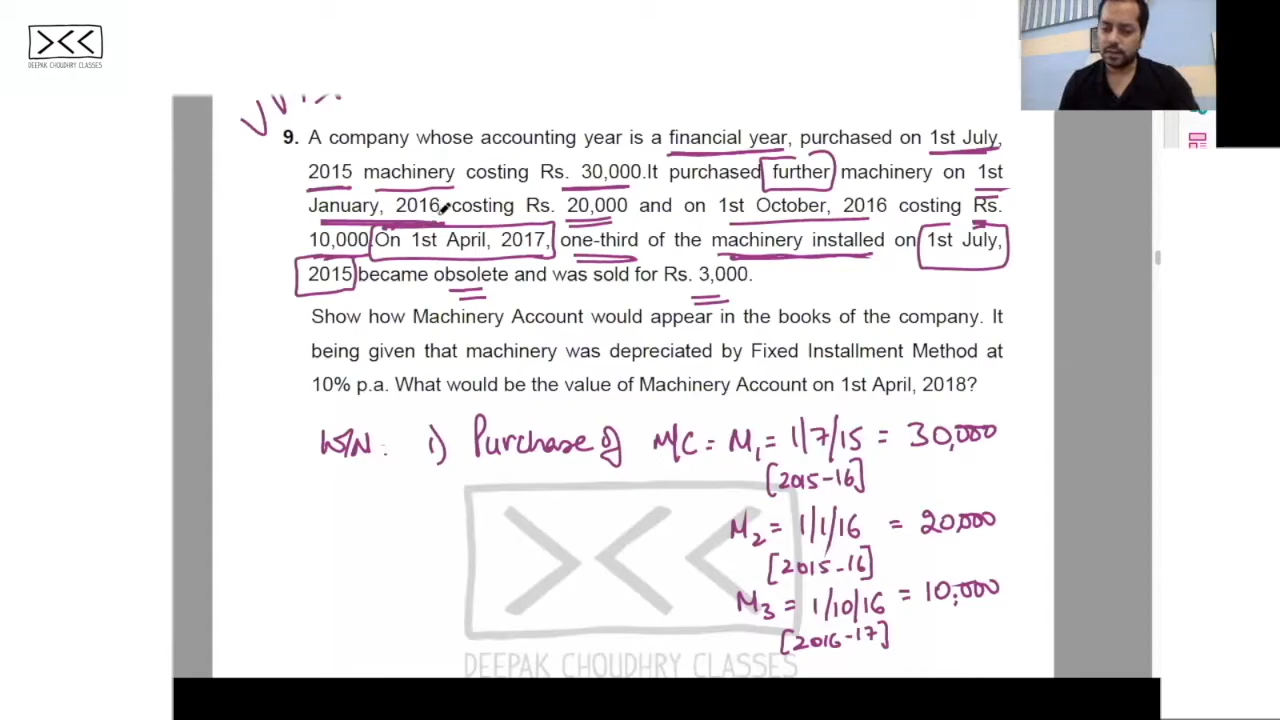 DEEPAK CHOUDHRY CLASSES
9. A company whose accounting year is a financial year, purchased on 1st July,
2015 machinery costing Rs. 30,000.It purchased further machinery on 1st
January, 2016 costing Rs. 20,000 and on 1st October, 2016 costing Rs.
10,000.On 1st April, 2017, one-third of the machinery installed on 1st July,
2015 became obsolete and was sold for Rs. 3,000.
Show how Machinery Account would appear in the books of the company. It
being given that machinery was depreciated by Fixed Installment Method at
10% p.a. What would be the value of Machinery Account on 1st April, 2018?
W/N: 1) Purchase of M/C = M1 = 1/7/15 = 30,000
[2015-16]
M2 = 1/1/16 = 20,000
[2015-16]
M3 = 1/10/16 = 10,000
[2016-17]
DEEPAK CHOUDHRY CLASSES